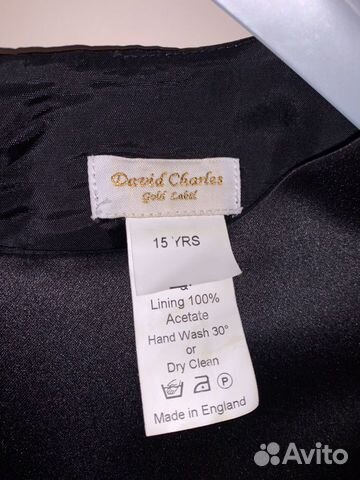 David Charles
Gold Label
15 YRS
&
Lining 100%
Acetate
Hand Wash 30°
or
Dry Clean
P
Made in England
Avito